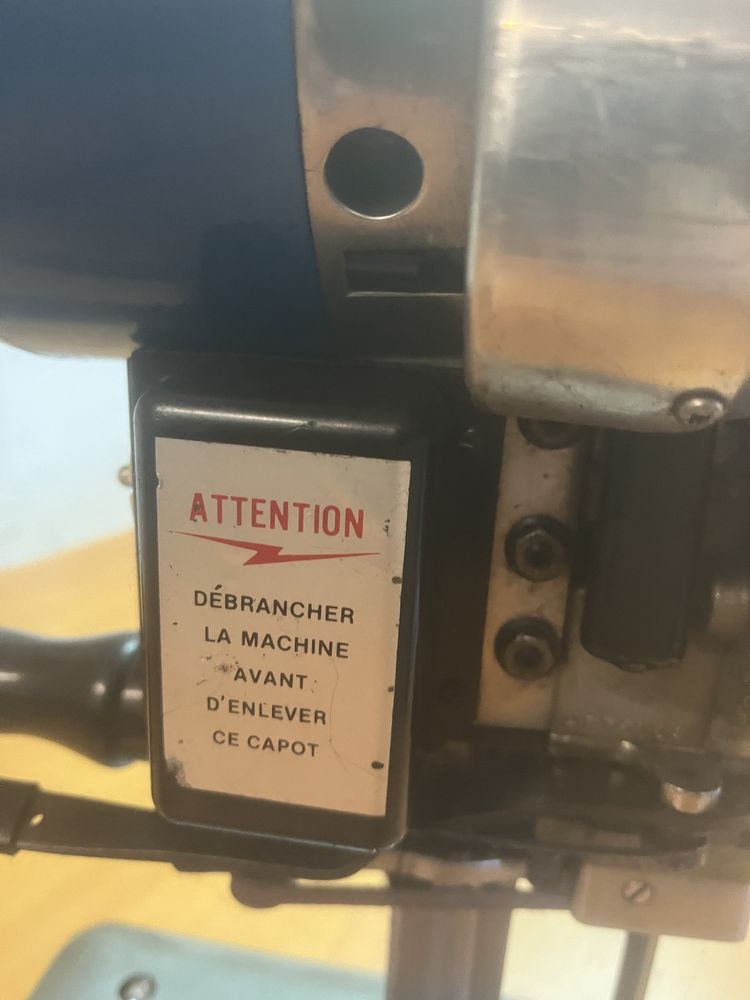 ATTENTION
DÉBRANCHER
LA MACHINE
AVANT
D'ENLEVER
CE CAPOT